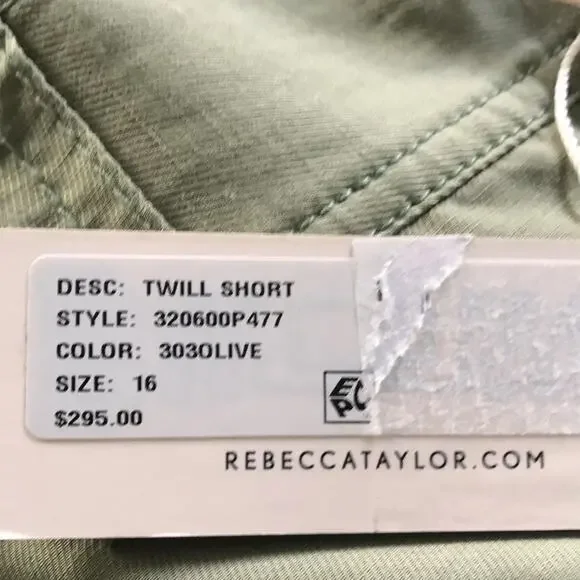 DESC: TWILL SHORT
STYLE: 320600P477
COLOR: 303OLIVE
SIZE: 16
$295.00
REBECCATAYLOR.COM